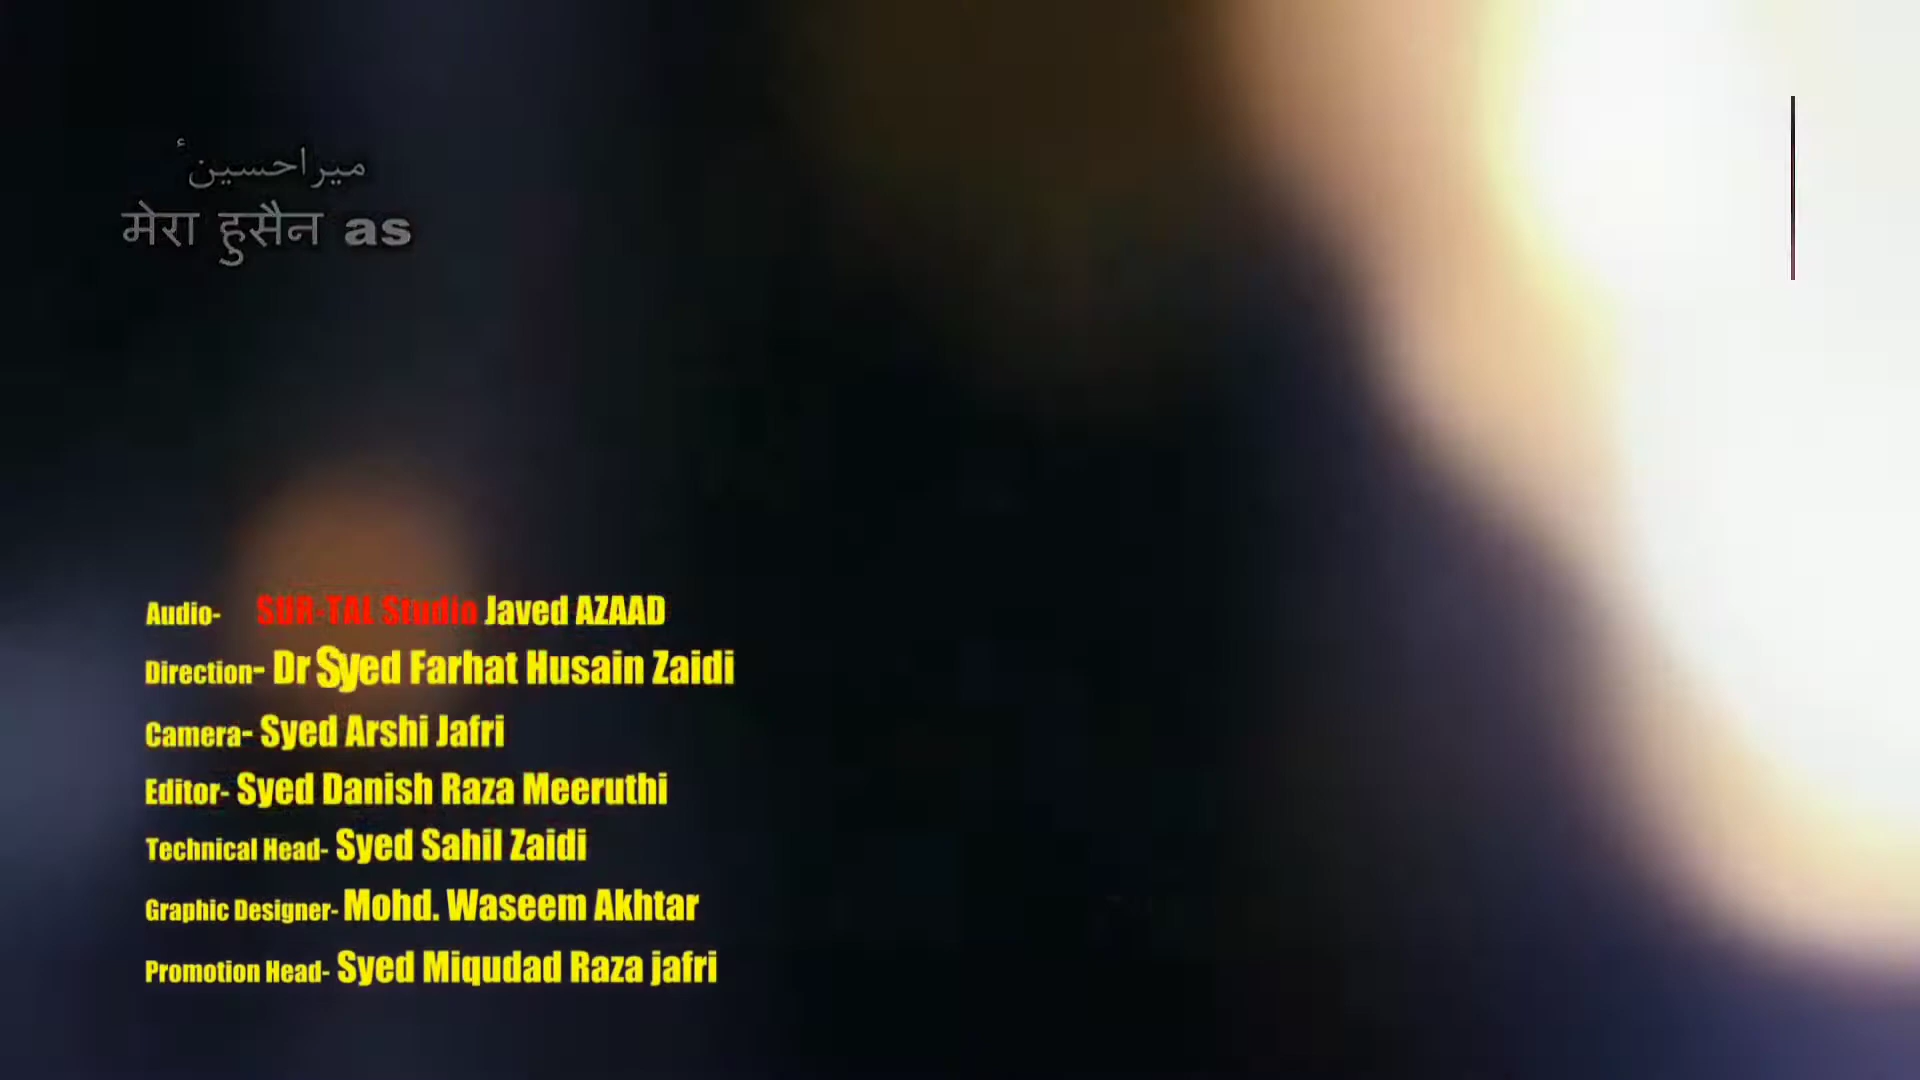 میرا حسینؑ
मेरा हुसैन as
Audio- SUR-TAL Studio Javed AZAAD
Direction- Dr Syed Farhat Husain Zaidi
Camera- Syed Arshi Jafri
Editor- Syed Danish Raza Meeruthi
Technical Head- Syed Sahil Zaidi
Graphic Designer- Mohd. Waseem Akhtar
Promotion Head- Syed Miqudad Raza jafri